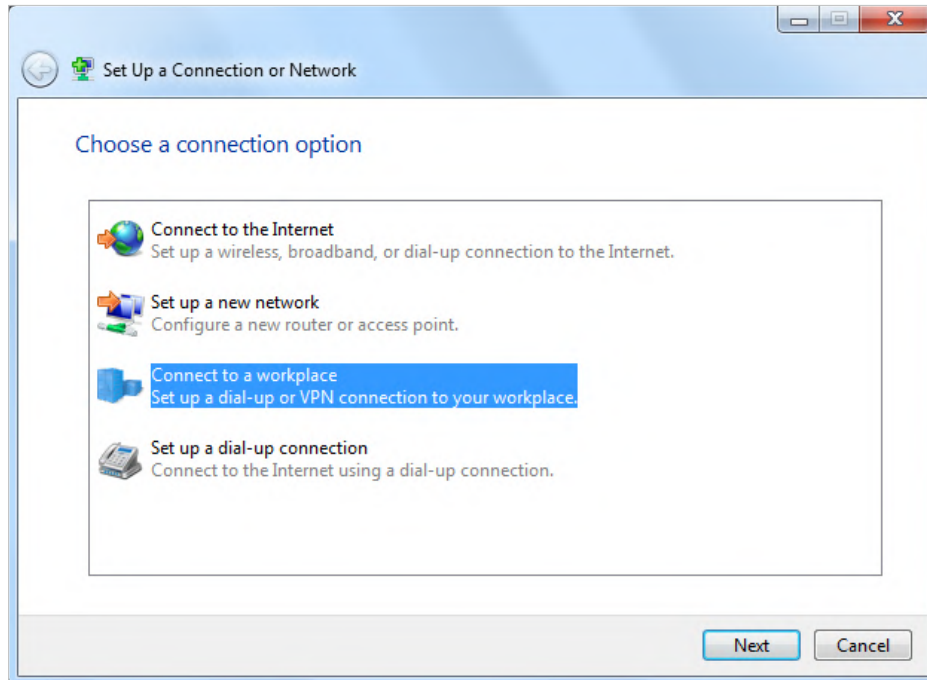 Set Up a Connection or Network
Choose a connection option
Connect to the Internet
Set up a wireless, broadband, or dial-up connection to the Internet.
Set up a new network
Configure a new router or access point.
Connect to a workplace
Set up a dial-up or VPN connection to your workplace.
Set up a dial-up connection
Connect to the Internet using a dial-up connection.
Next
Cancel